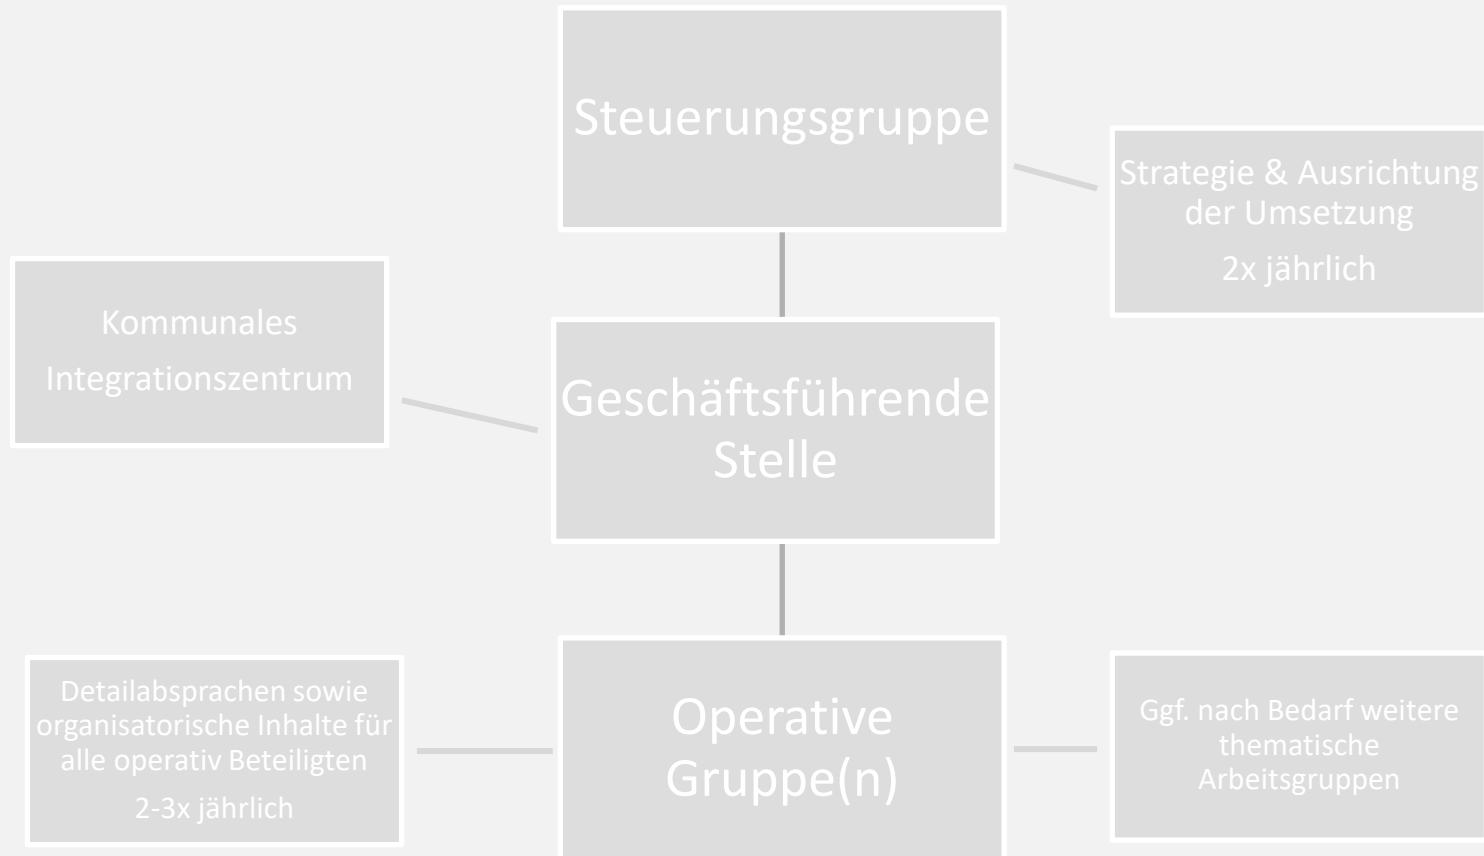 Steuerungsgruppe
Strategie & Ausrichtung
der Umsetzung
2x jährlich
Kommunales
Integrationszentrum
Geschäftsführende
Stelle
Detailabsprachen sowie
organisatorische Inhalte für
alle operativ Beteiligten
2-3x jährlich
Operative
Gruppe(n)
Ggf. nach Bedarf weitere
thematische
Arbeitsgruppen